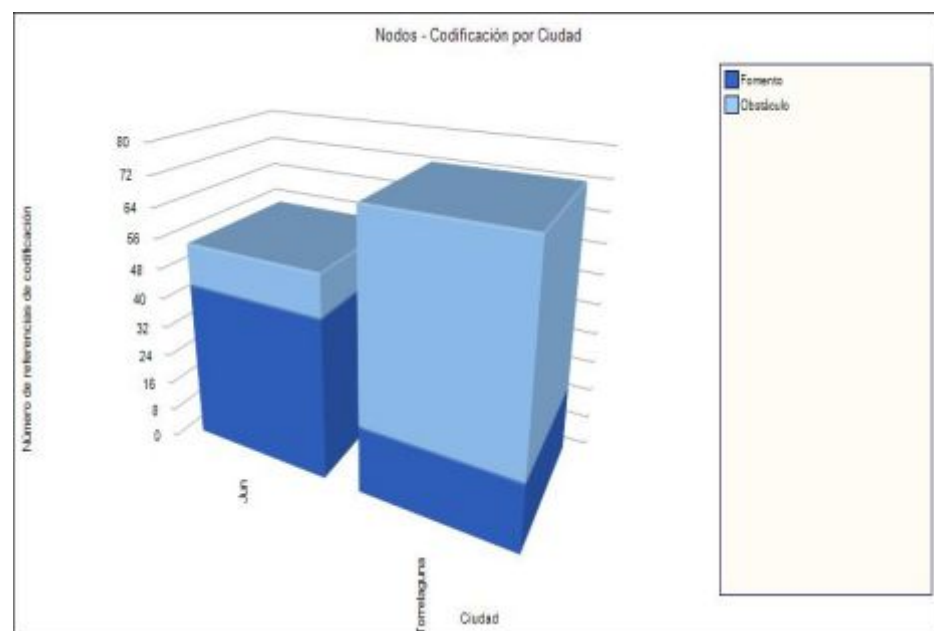 Nodos - Codificación por Ciudad
Fomento
Obstáculo
Número de referencias de codificación
80
72
64
56
48
40
32
24
16
8
0
Jun
Torrelaguna
Ciudad